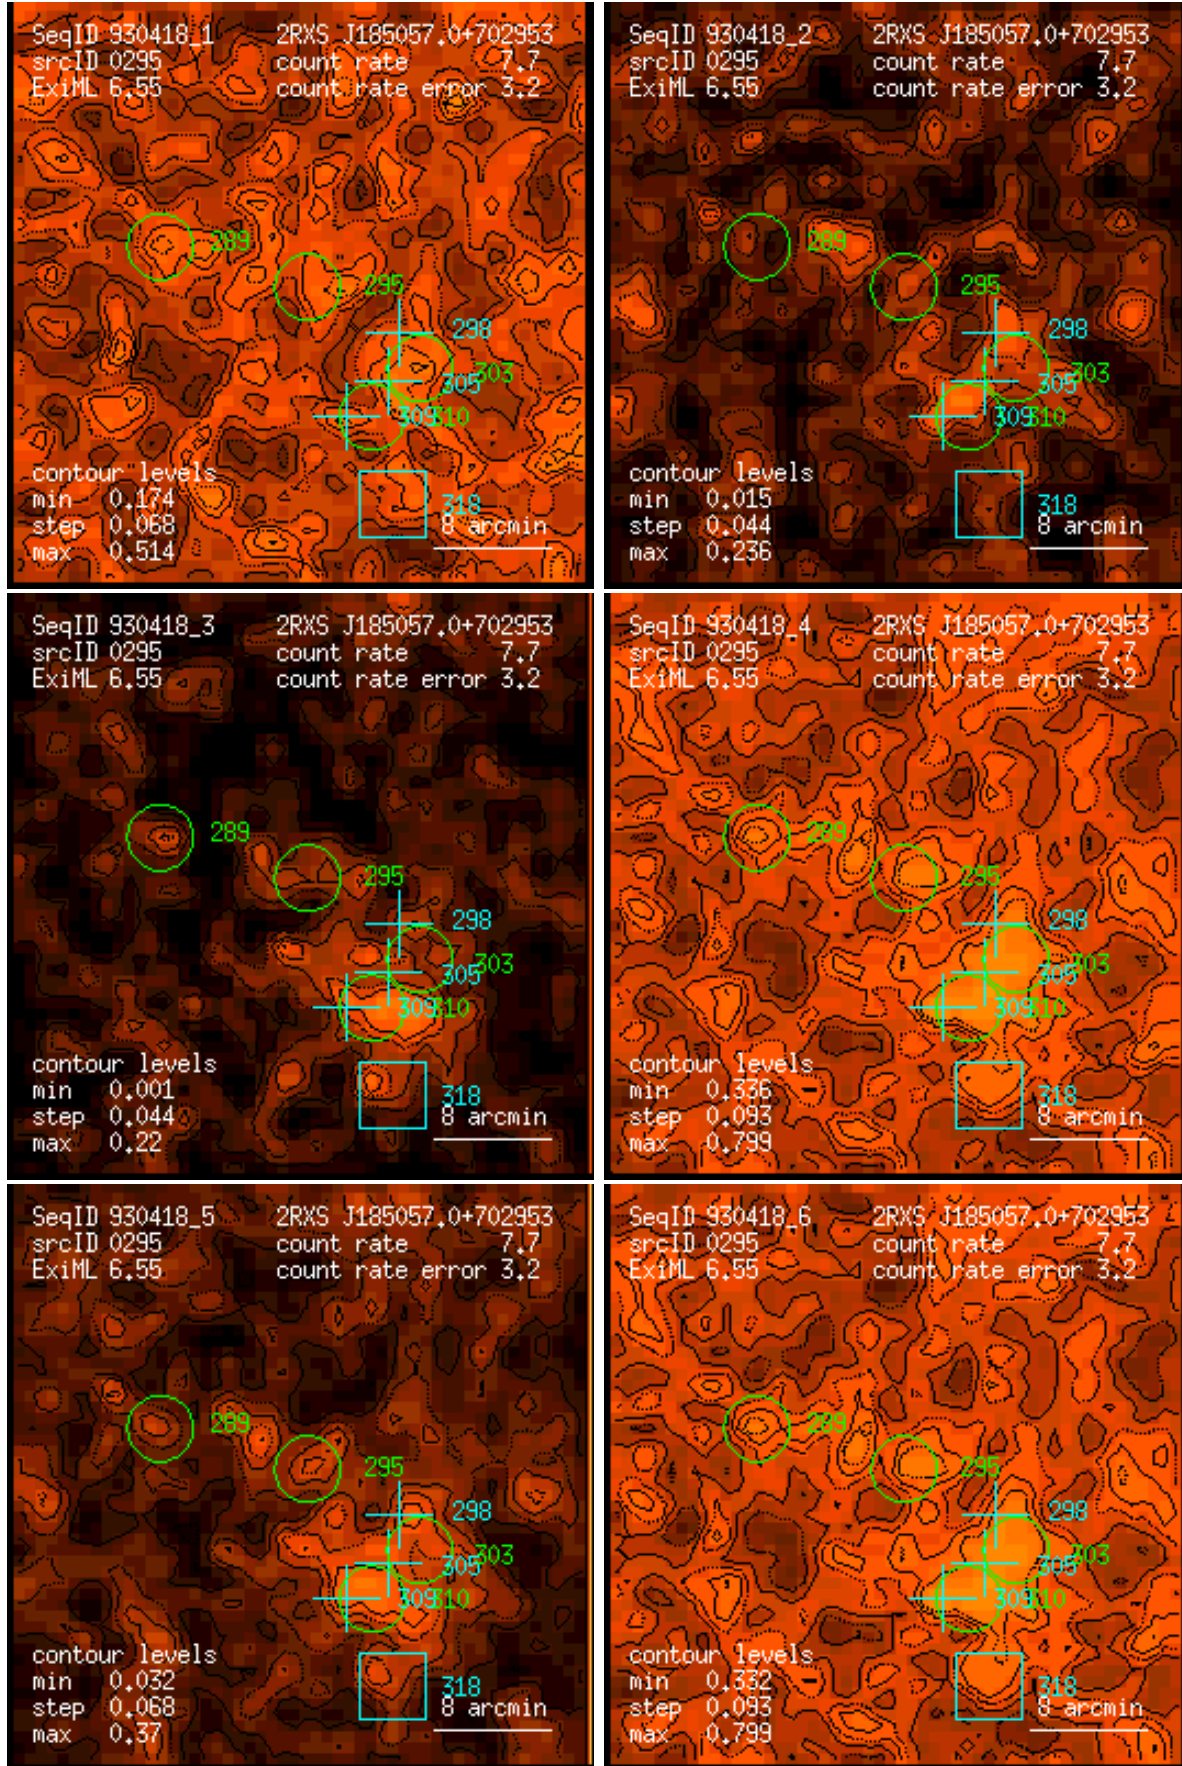 SeqID 930418_1 2RXS J185057.0+702953
srcID 0295 count rate 7.7
ExiML 6.55 count rate error 3.2
289
295
298
303
305
309 310
contour levels
min 0.174
318
step 0.068 8 arcmin
max 0.514
SeqID 930418_2 2RXS J185057.0+702953
srcID 0295 count rate 7.7
ExiML 6.55 count rate error 3.2
289
295
298
303
305
309 310
contour levels
min 0.015
318
step 0.044 8 arcmin
max 0.236
SeqID 930418_3 2RXS J185057.0+702953
srcID 0295 count rate 7.7
ExiML 6.55 count rate error 3.2
289
295
298
303
305
309 310
contour levels
min 0.001
318
step 0.044 8 arcmin
max 0.22
SeqID 930418_4 2RXS J185057.0+702953
srcID 0295 count rate 7.7
ExiML 6.55 count rate error 3.2
289
295
298
303
305
309 310
contour levels
min 0.336
318
step 0.093 8 arcmin
max 0.799
SeqID 930418_5 2RXS J185057.0+702953
srcID 0295 count rate 7.7
ExiML 6.55 count rate error 3.2
289
295
298
303
305
309 310
contour levels
min 0.032
318
step 0.068 8 arcmin
max 0.37
SeqID 930418_6 2RXS J185057.0+702953
srcID 0295 count rate 7.7
ExiML 6.55 count rate error 3.2
289
295
298
303
305
309 310
contour levels
min 0.332
318
step 0.093 8 arcmin
max 0.799